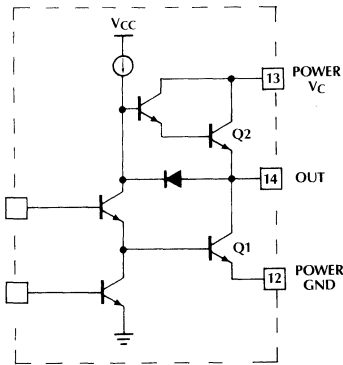 VCC
13 POWER
VC
Q2
14 OUT
Q1
12 POWER
GND